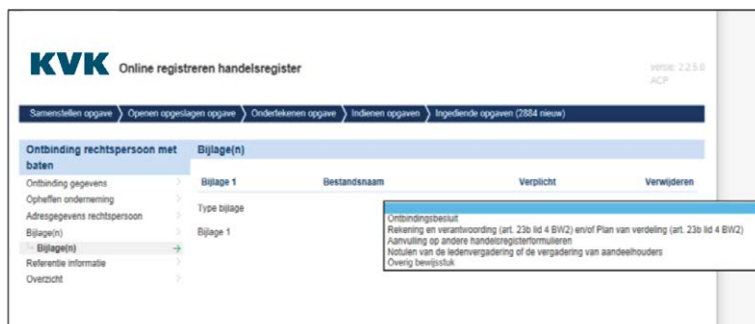 KVK Online registreren handelsregister
versie: 2.2.5.0
ACP
Samenstellen opgave Openen opgeslagen opgave Ondertekenen opgave Indienen opgaven Ingediende opgaven (2884 nieuw)
Ontbinding rechtspersoon met
baten
Ontbinding gegevens
Opheffen onderneming
Adresgegevens rechtspersoon
Bijlage(n)
Bijlage(n)
Referentie informatie
Overzicht
Bijlage(n)
Bijlage 1 Bestandsnaam Verplicht Verwijderen
Type bijlage
Bijlage 1
Ontbindingsbesluit
Rekening en verantwoording (art. 23b lid 4 BW2) en/of Plan van verdeling (art. 23b lid 4 BW2)
Aanvulling op andere handelsregisterformulieren
Notulen van de ledenvergadering of de vergadering van aandeelhouders
Overig bewijsstuk